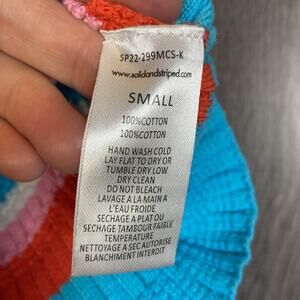 SP22-299MCS-K
www.solidandstriped.com
SMALL
100%COTTON
100%COTTON
HAND WASH COLD
LAY FLAT TO DRY OR
TUMBLE DRY LOW
DRY CLEAN
DO NOT BLEACH
LAVAGE A LA MAIN A
L'EAU FROIDE
SECHAGE A PLAT OU
SECHAGE TAMBOUR FAIBLE
TEMPERATURE
NETTOYAGE A SEC AUTORISE
BLANCHIMENT INTERDIT